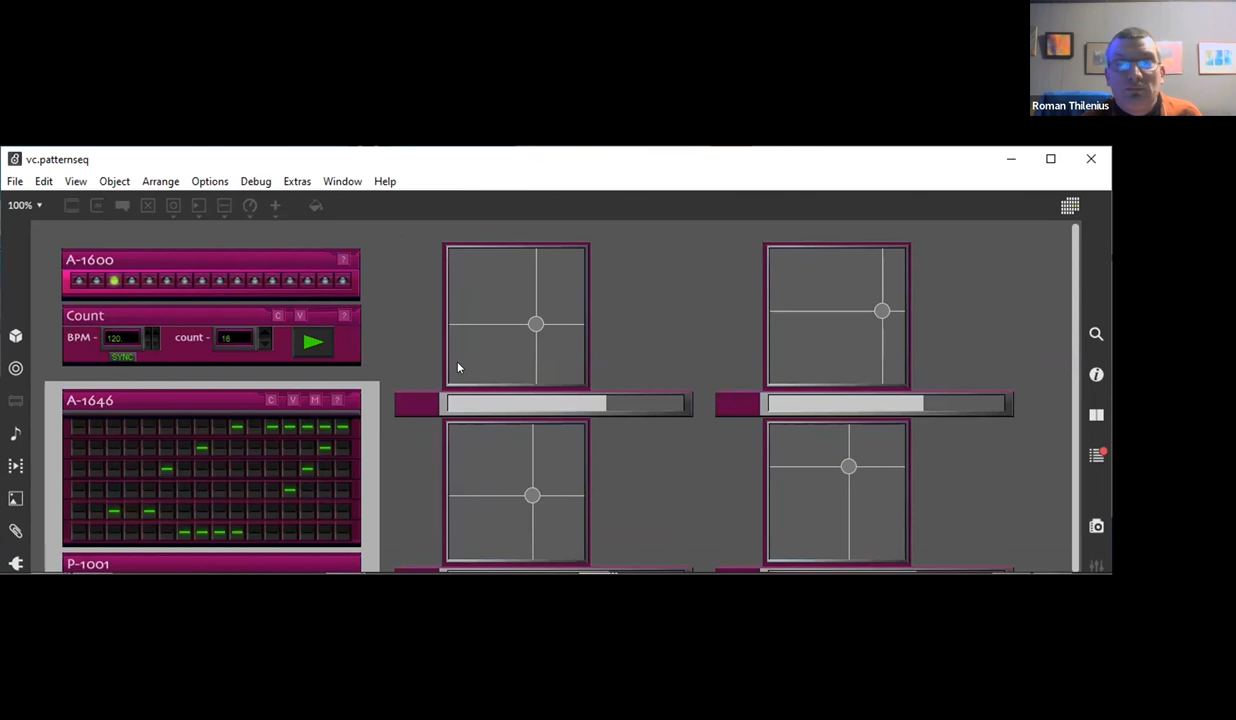 Roman Thilenius
vc.patternseq
File Edit View Object Arrange Options Debug Extras Window Help
100%
A-1600 ?
Count C V ?
BPM - 120. count - 16
SYNC
A-1646 C V M ?
P-1001